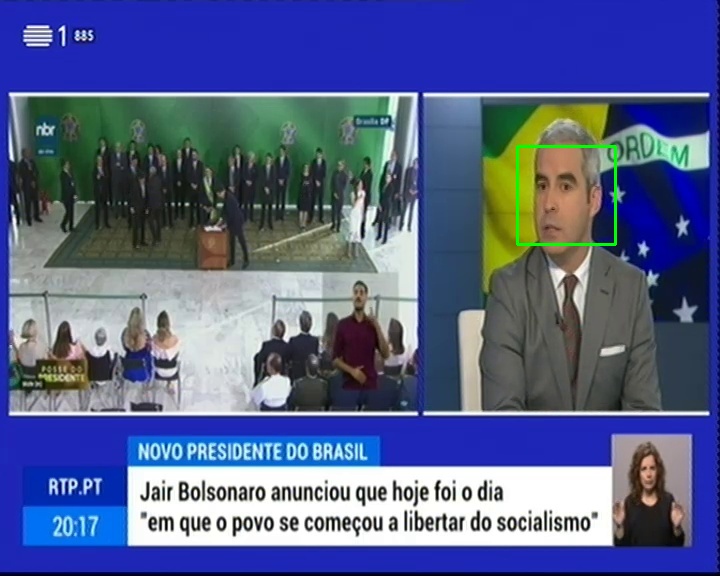 1 885
nbr
Brasília DF
ORDEM
POSSE DO
PRESIDENTE
NOVO PRESIDENTE DO BRASIL
RTP.PT
Jair Bolsonaro anunciou que hoje foi o dia
20:17
"em que o povo se começou a libertar do socialismo"